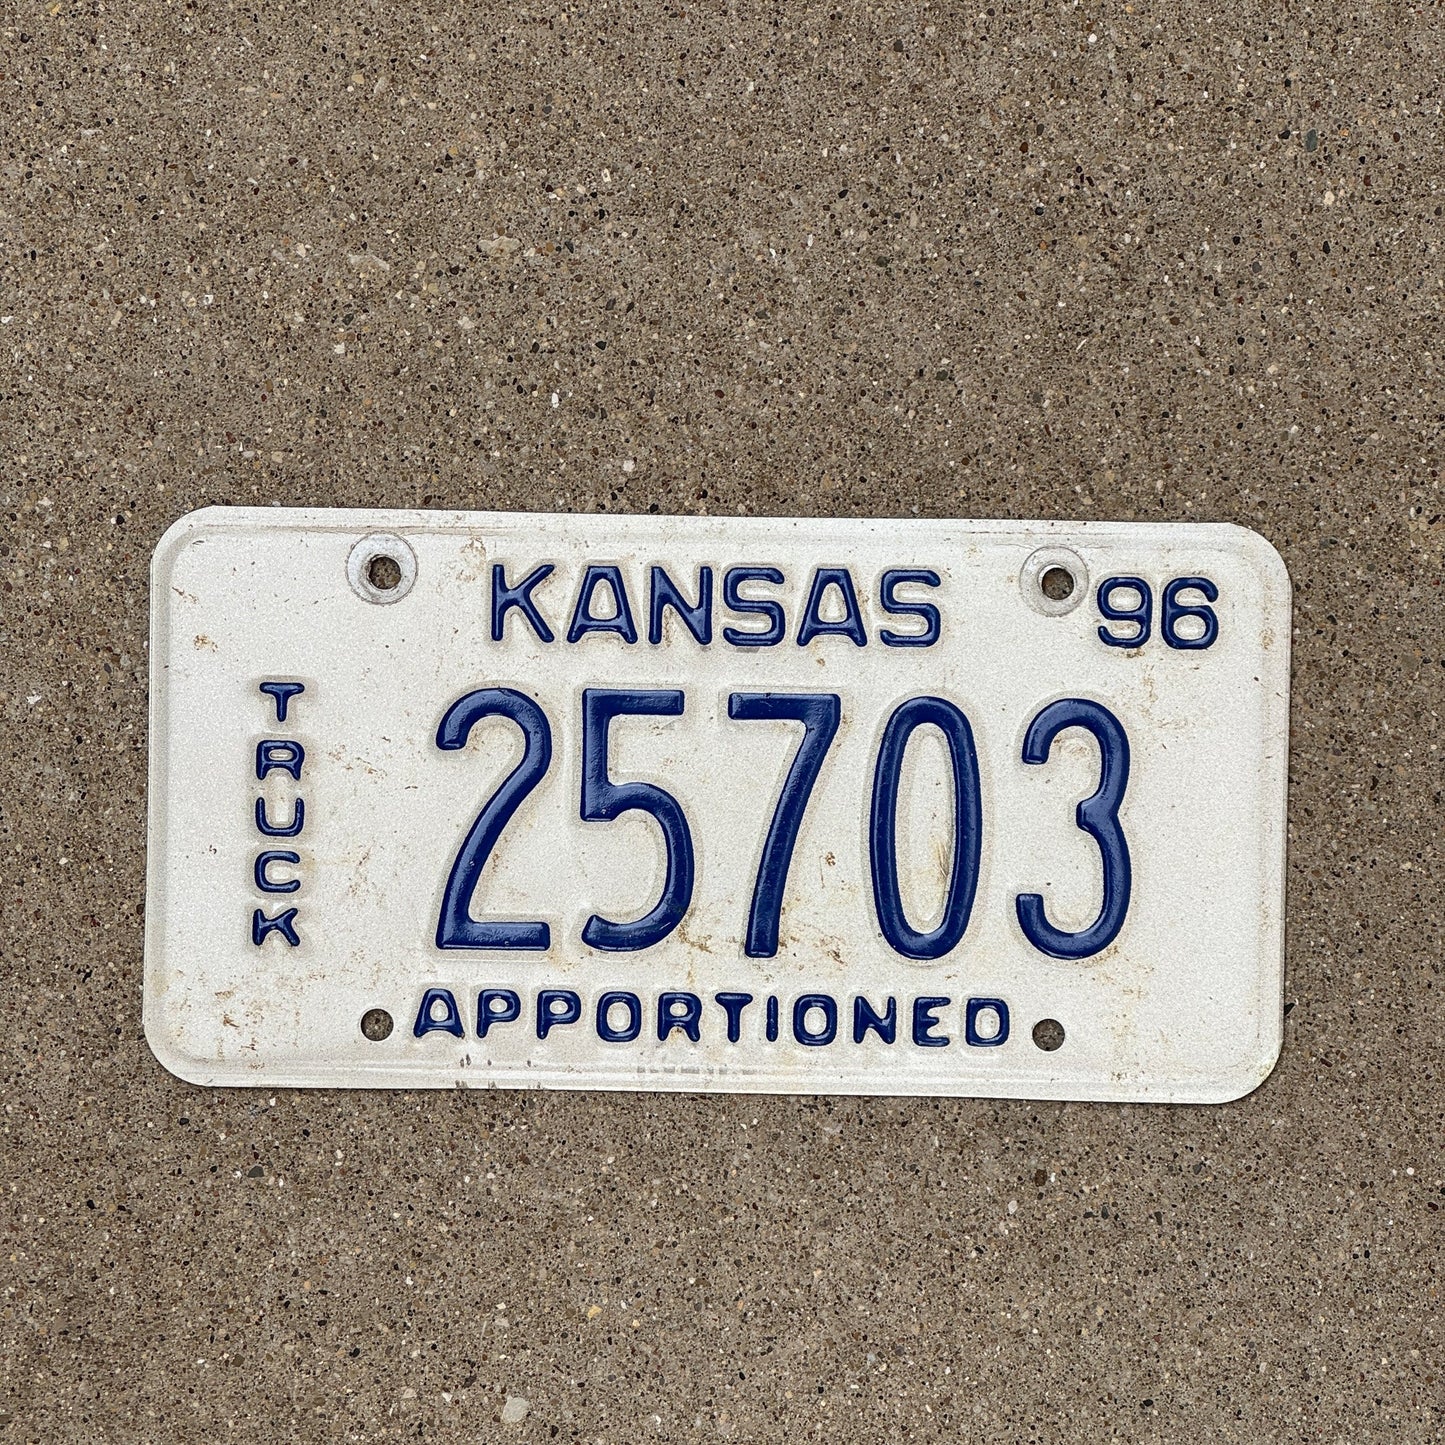 KANSAS 96
TRUCK
25703
APPORTIONED